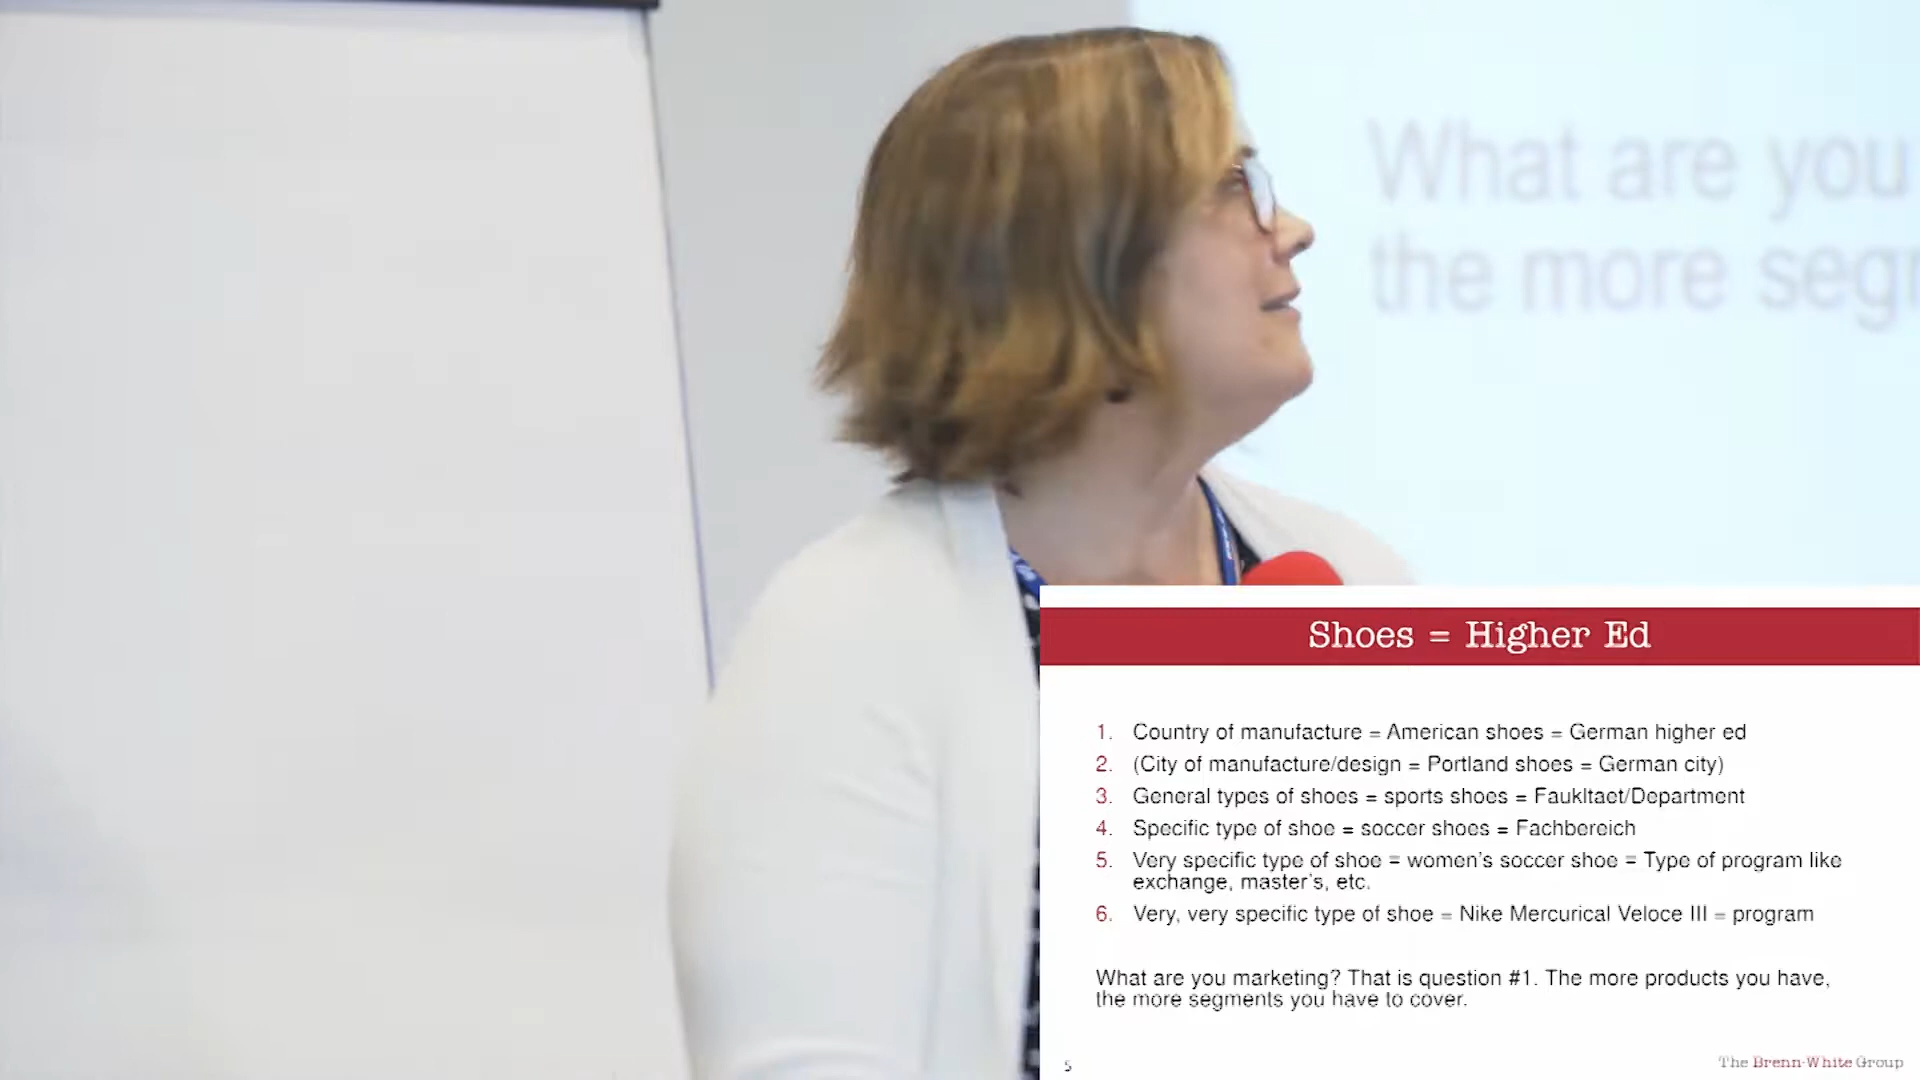 What are you
the more seg
Shoes = Higher Ed
1. Country of manufacture = American shoes = German higher ed
2. (City of manufacture/design = Portland shoes = German city)
3. General types of shoes = sports shoes = Faukltaet/Department
4. Specific type of shoe = soccer shoes = Fachbereich
5. Very specific type of shoe = women's soccer shoe = Type of program like
exchange, master's, etc.
6. Very, very specific type of shoe = Nike Mercurical Veloce III = program
What are you marketing? That is question #1. The more products you have,
the more segments you have to cover.
5
The Brenn-White Group